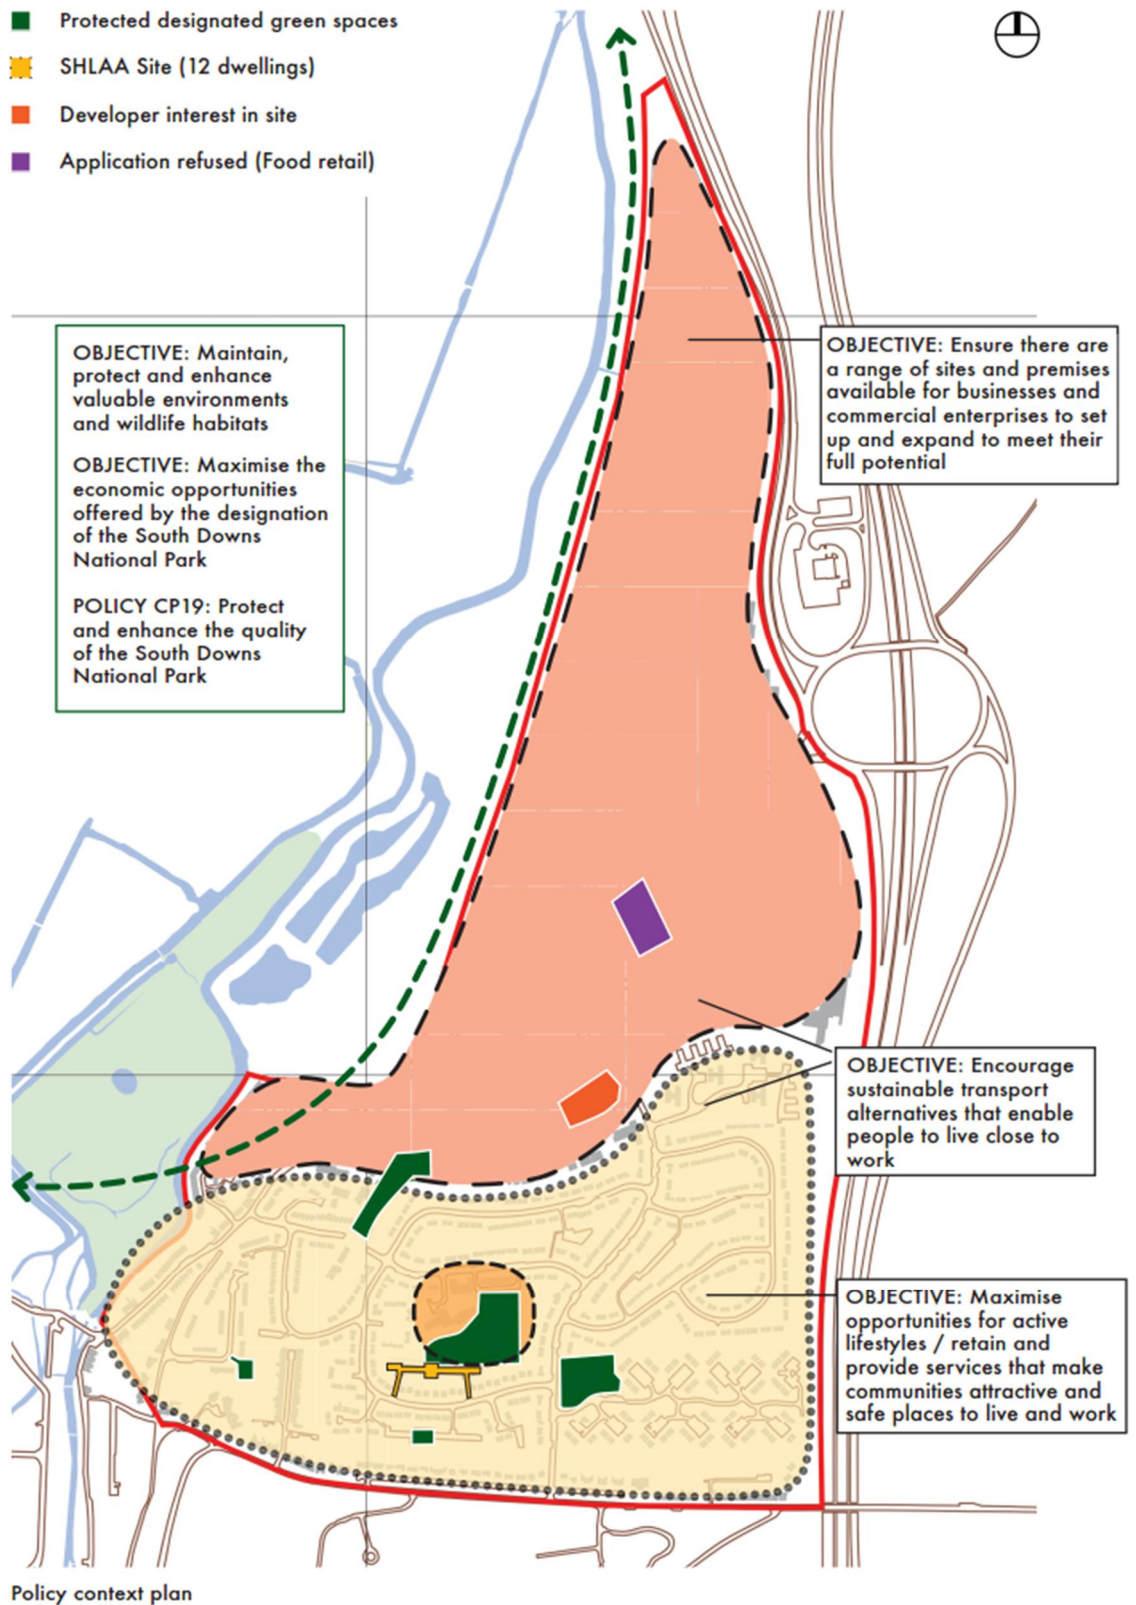 Protected designated green spaces
SHLAA Site (12 dwellings)
Developer interest in site
Application refused (Food retail)
OBJECTIVE: Maintain,
protect and enhance
valuable environments
and wildlife habitats
OBJECTIVE: Maximise the
economic opportunities
offered by the designation
of the South Downs
National Park
POLICY CP19: Protect
and enhance the quality
of the South Downs
National Park
OBJECTIVE: Ensure there are
a range of sites and premises
available for businesses and
commercial enterprises to set
up and expand to meet their
full potential
OBJECTIVE: Encourage
sustainable transport
alternatives that enable
people to live close to
work
OBJECTIVE: Maximise
opportunities for active
lifestyles / retain and
provide services that make
communities attractive and
safe places to live and work
Policy context plan